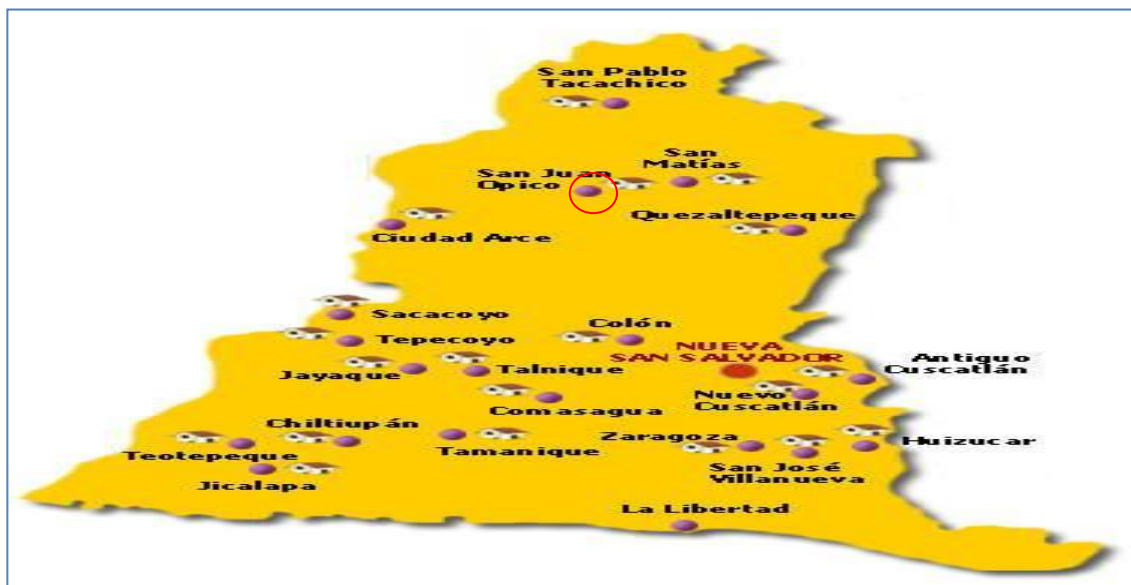 San Pablo
Tacachico
San
Matías
San Juan
Opico
Quezaltepeque
Ciudad Arce
Sacacoyo
Colón
Tepecoyo
NUEVA
SAN SALVADOR
Antiguo
Cuscatlán
Jayaque
Talnique
Nuevo
Cuscatlán
Comasagua
Chiltiupán
Zaragoza
Huizucar
Teotepeque
Tamanique
San José
Villanueva
Jicalapa
La Libertad